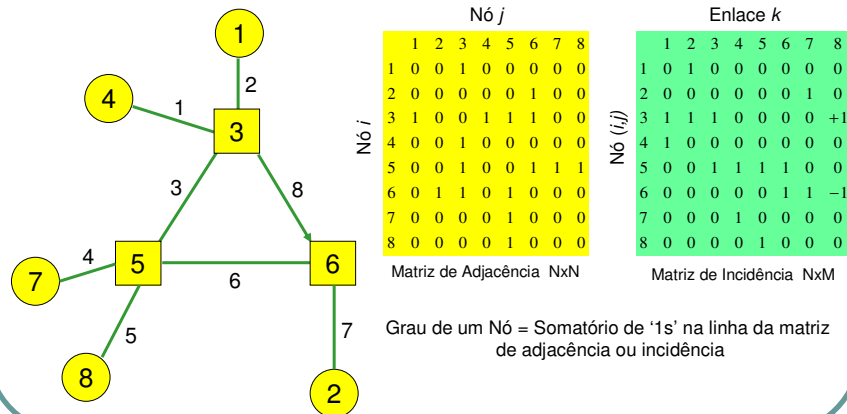 1
2
4
1
3
3
8
5
6
4
7
6
5
7
8
2
Nó j
1 2 3 4 5 6 7 8
1 0 0 1 0 0 0 0 0
2 0 0 0 0 0 1 0 0
3 1 0 0 1 1 1 0 0
4 0 0 1 0 0 0 0 0
5 0 0 1 0 0 1 1 1
6 0 1 1 0 1 0 0 0
7 0 0 0 0 1 0 0 0
8 0 0 0 0 1 0 0 0
Nó i
Matriz de Adjacência NxN
Enlace k
1 2 3 4 5 6 7 8
1 0 1 0 0 0 0 0 0
2 0 0 0 0 0 0 1 0
3 1 1 1 0 0 0 0 +1
4 1 0 0 0 0 0 0 0
5 0 0 1 1 1 1 0 0
6 0 0 0 0 0 1 1 −1
7 0 0 0 1 0 0 0 0
8 0 0 0 0 1 0 0 0
Nó (i,j)
Matriz de Incidência NxM
Grau de um Nó = Somatório de ‘1s’ na linha da matriz
de adjacência ou incidência